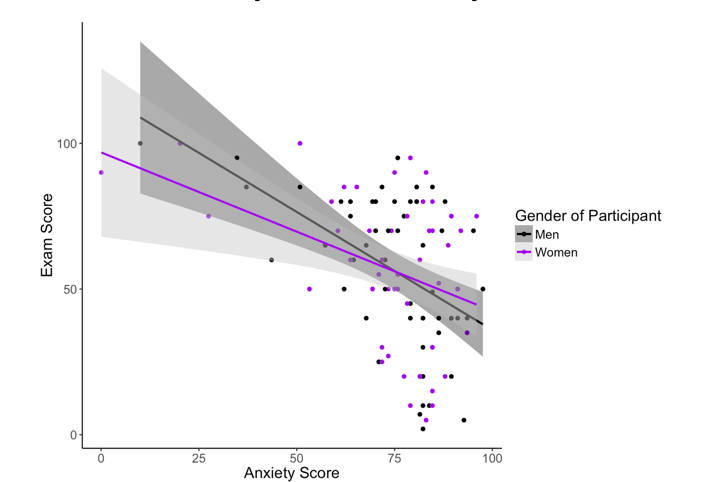 100
50
0
Exam Score
0 25 50 75 100
Anxiety Score
Gender of Participant
Men
Women